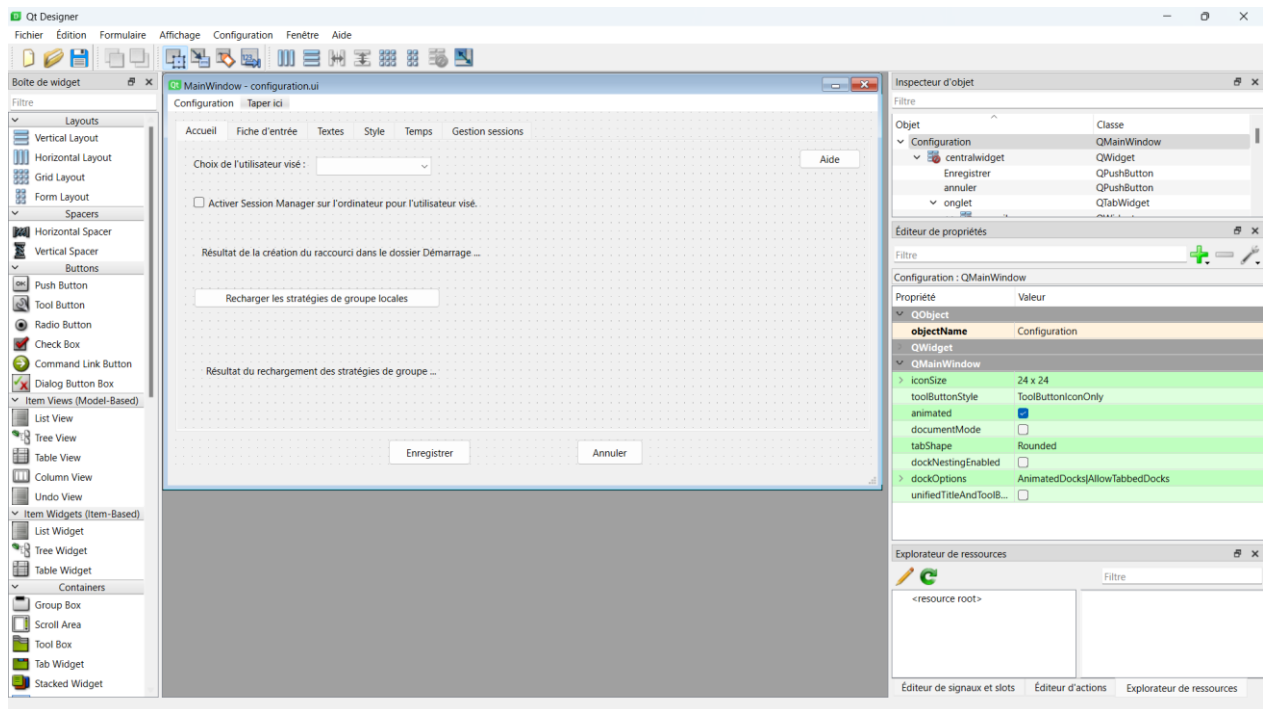 Qt Designer
Fichier Édition Formulaire Affichage Configuration Fenêtre Aide
Boîte de widget
Filtre
Layouts
Vertical Layout
Horizontal Layout
Grid Layout
Form Layout
Spacers
Horizontal Spacer
Vertical Spacer
Buttons
Push Button
Tool Button
Radio Button
Check Box
Command Link Button
Dialog Button Box
Item Views (Model-Based)
List View
Tree View
Table View
Column View
Undo View
Item Widgets (Item-Based)
List Widget
Tree Widget
Table Widget
Containers
Group Box
Scroll Area
Tool Box
Tab Widget
Stacked Widget
MainWindow - configuration.ui
Configuration Taper ici
Accueil Fiche d'entrée Textes Style Temps Gestion sessions
Choix de l'utilisateur visé :
Aide
Activer Session Manager sur l'ordinateur pour l'utilisateur visé.
Résultat de la création du raccourci dans le dossier Démarrage ...
Recharger les stratégies de groupe locales
Résultat du rechargement des stratégies de groupe ...
Enregistrer Annuler
Inspecteur d'objet
Filtre
Objet Classe
Configuration QMainWindow
centralwidget QWidget
Enregistrer QPushButton
annuler QPushButton
onglet QTabWidget
Éditeur de propriétés
Filtre
Configuration : QMainWindow
Propriété Valeur
QObject
objectName Configuration
QWidget
QMainWindow
iconSize 24 x 24
toolButtonStyle ToolButtonIconOnly
animated
documentMode
tabShape Rounded
dockNestingEnabled
dockOptions AnimatedDocks|AllowTabbedDocks
unifiedTitleAndToolB...
Explorateur de ressources
Filtre
<resource root>
Éditeur de signaux et slots Éditeur d'actions Explorateur de ressources